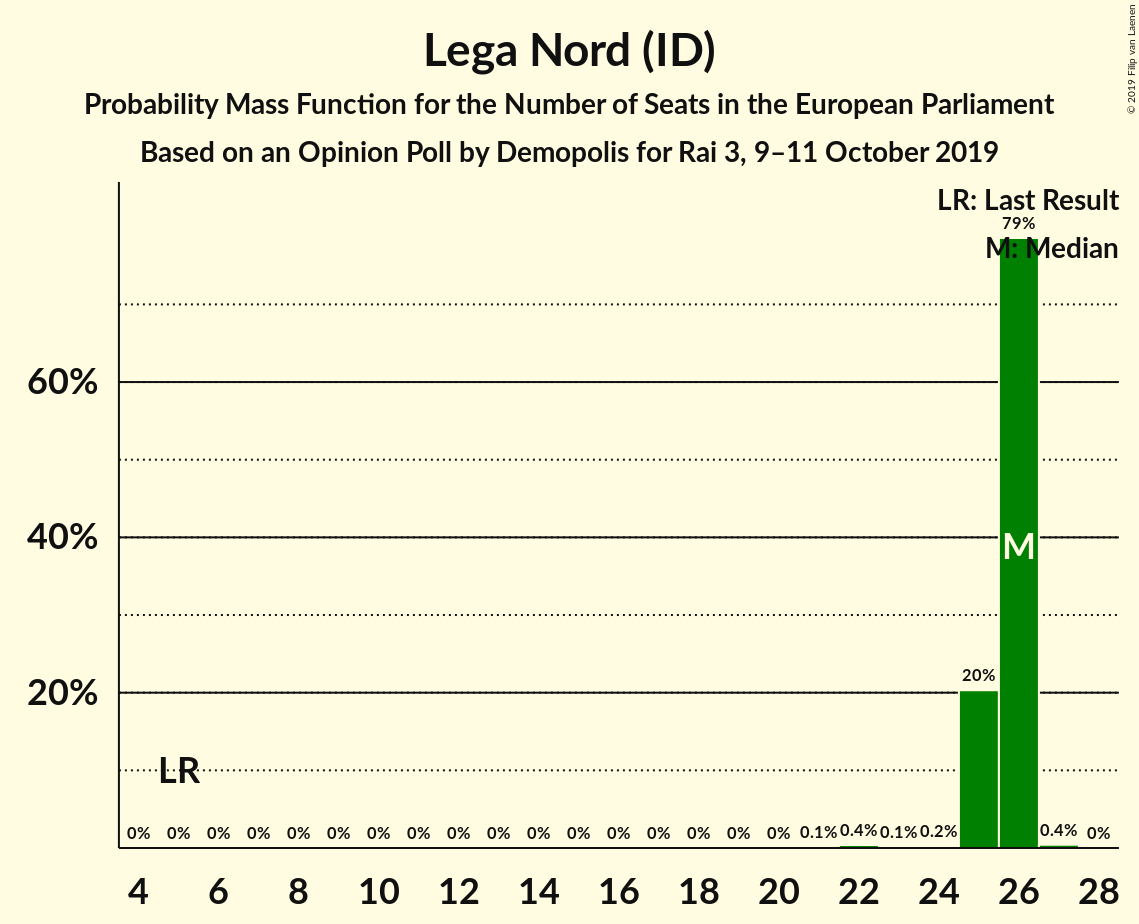 Lega Nord (ID)
Probability Mass Function for the Number of Seats in the European Parliament
Based on an Opinion Poll by Demopolis for Rai 3, 9–11 October 2019
© 2019 Filip van Laenen
LR: Last Result
79%
M: Median
60%
40%
M
20%
20%
LR
0% 0% 0% 0% 0% 0% 0% 0% 0% 0% 0% 0% 0% 0% 0% 0% 0% 0.1% 0.4% 0.1% 0.2% 0.4% 0%
4 6 8 10 12 14 16 18 20 22 24 26 28